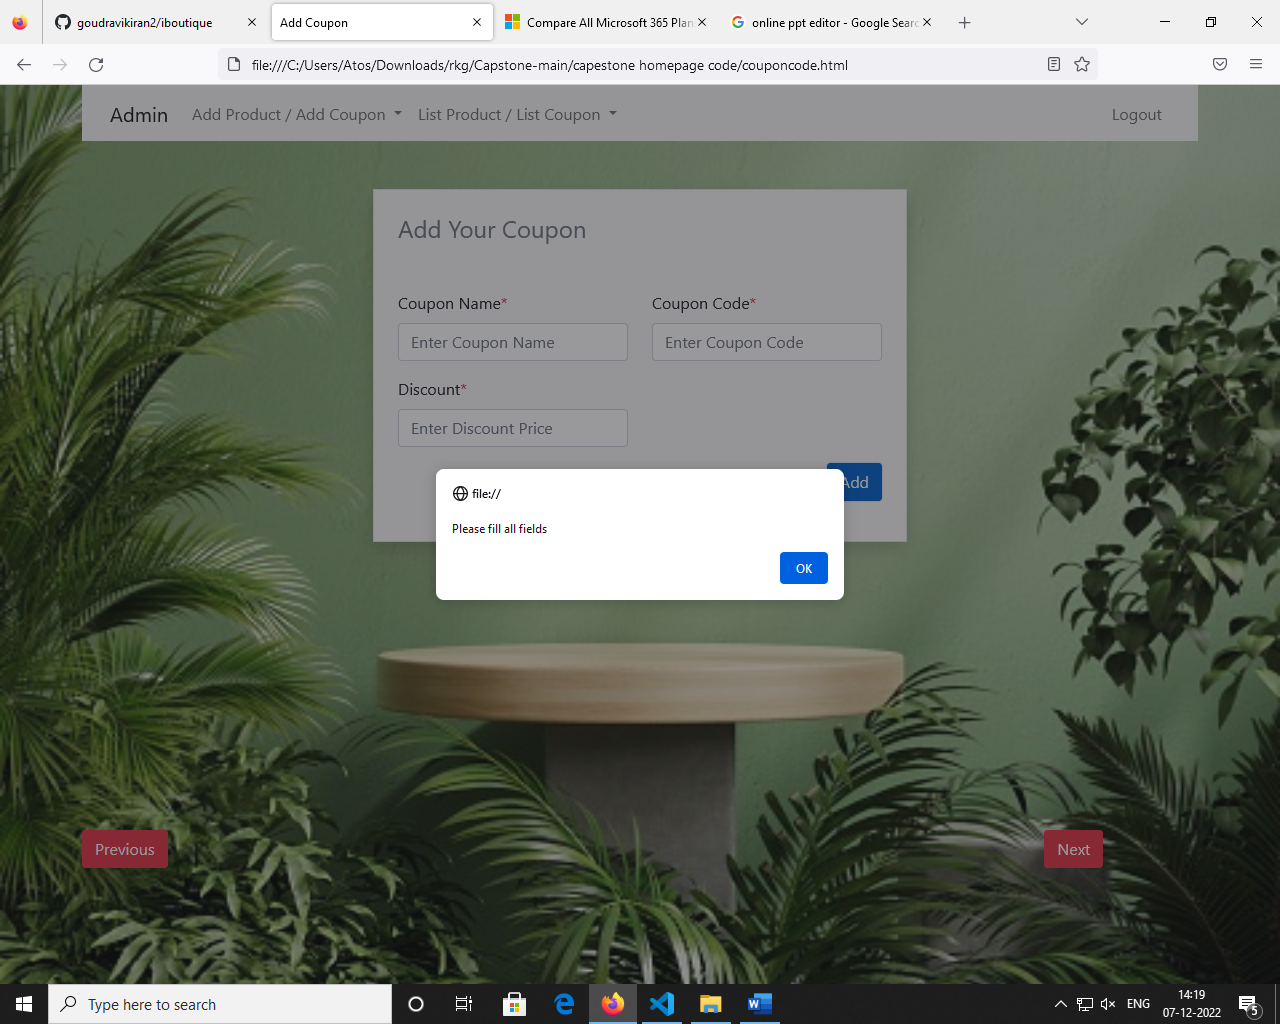 goudravikiran2/iboutique
Add Coupon
Compare All Microsoft 365 Plan
online ppt editor - Google Searc
file:///C:/Users/Atos/Downloads/rkg/Capstone-main/capestone homepage code/couponcode.html
Admin
Add Product / Add Coupon
List Product / List Coupon
Logout
Add Your Coupon
Coupon Name*
Coupon Code*
Enter Coupon Name
Enter Coupon Code
Discount*
Enter Discount Price
Add
file://
Please fill all fields
OK
Previous
Next
Type here to search
ENG
14:19
07-12-2022
5